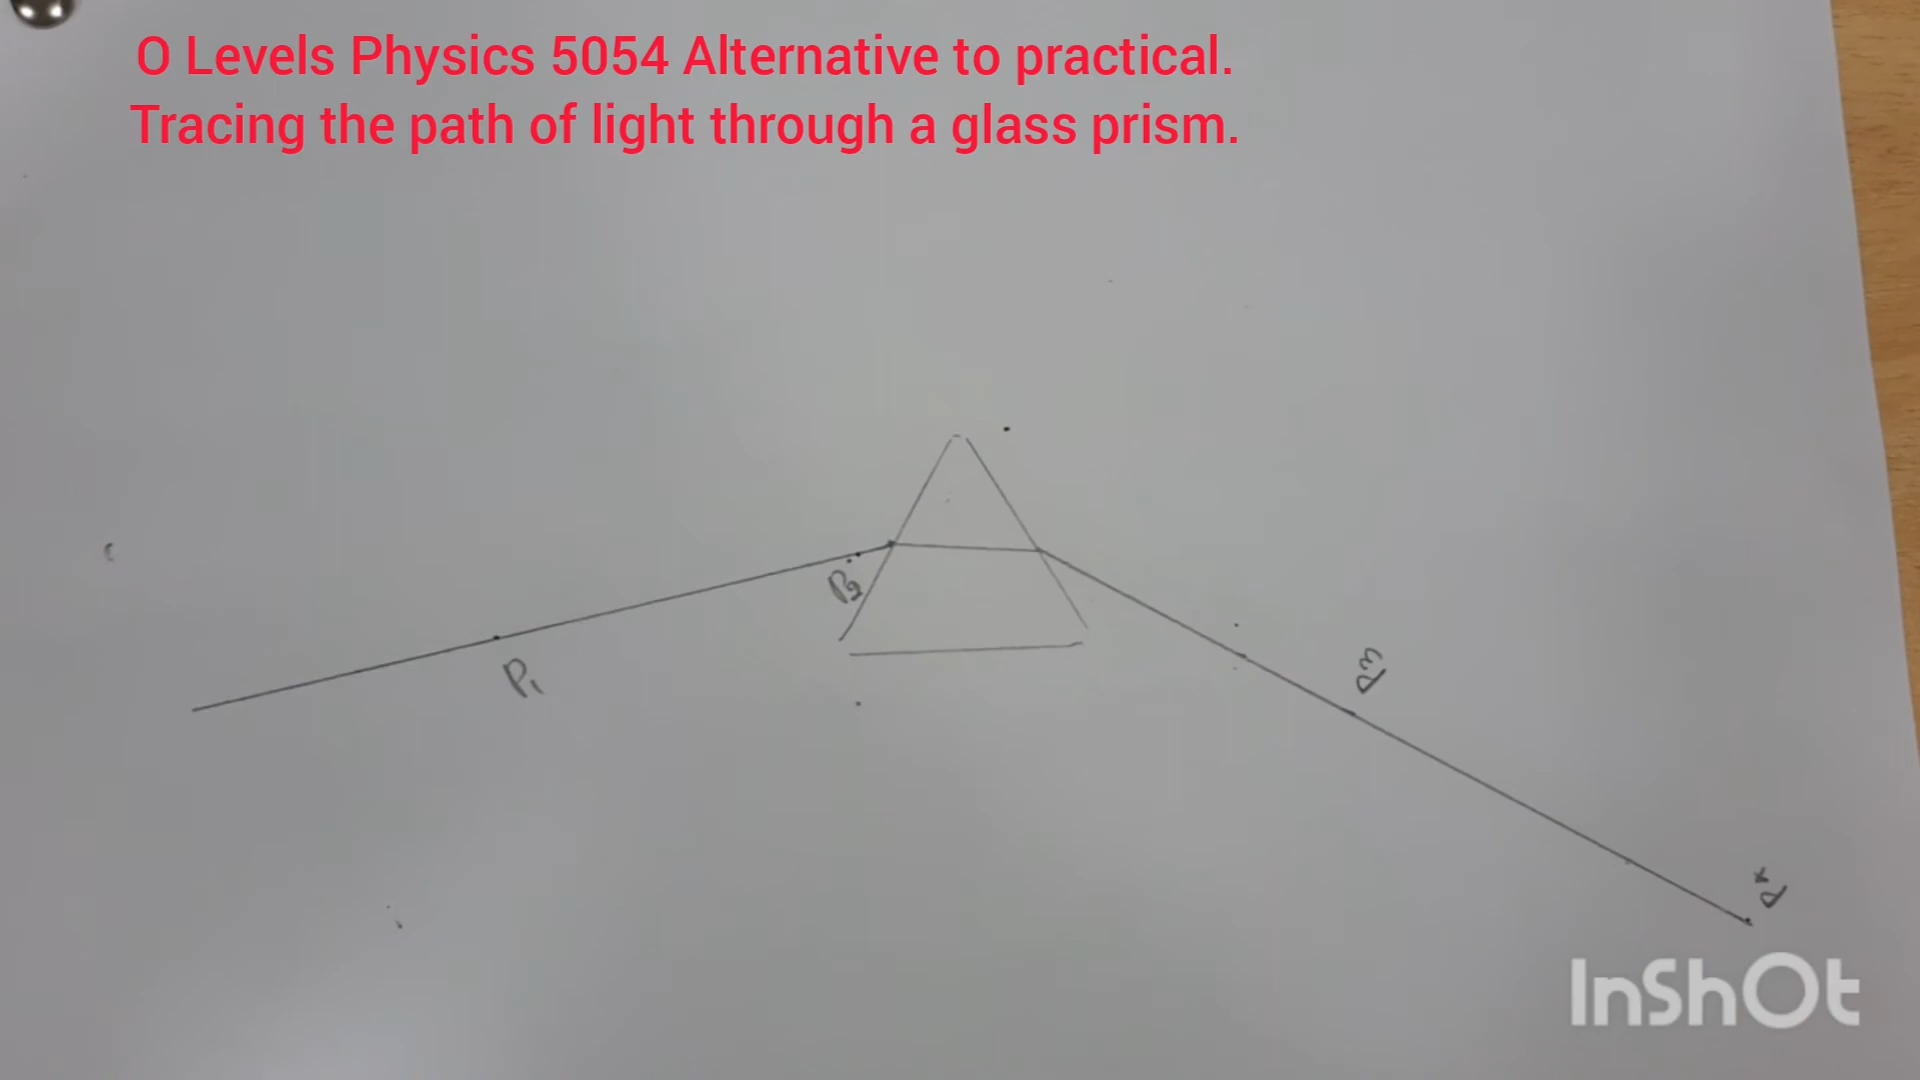 O Levels Physics 5054 Alternative to practical.
Tracing the path of light through a glass prism.
P2
P1
P3
P4
InShOt